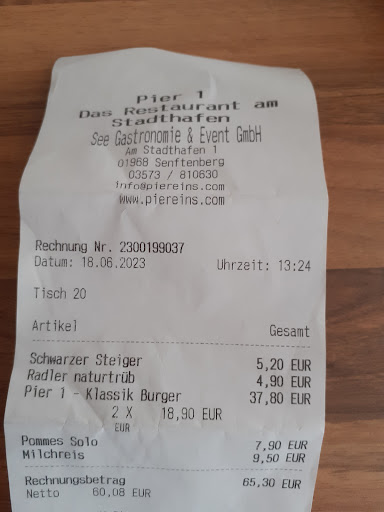 Pier 1
Das Restaurant am
Stadthafen
See Gastronomie & Event GmbH
Am Stadthafen 1
01968 Senftenberg
03573 / 810630
info@piereins.com
www.piereins.com
Rechnung Nr. 2300199037
Datum: 18.06.2023 Uhrzeit: 13:24
Tisch 20
Artikel Gesamt
Schwarzer Steiger 5,20 EUR
Radler naturtrüb 4,90 EUR
Pier 1 - Klassik Burger 37,80 EUR
2 X 18,90 EUR
EUR
Pommes Solo 7,90 EUR
Milchreis 9,50 EUR
Rechnungsbetrag 65,30 EUR
Netto 60,08 EUR